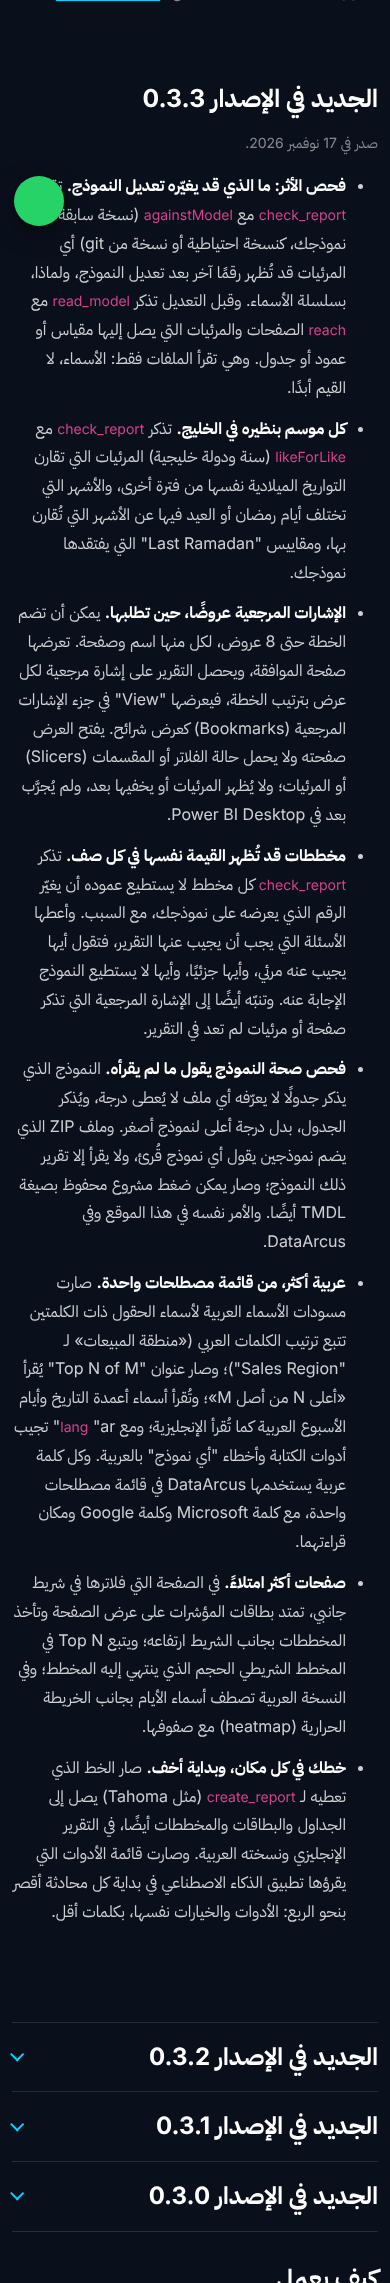 الجديد في الإصدار 0.3.3
صدر في 17 نوفمبر 2026.
فحص الأثر: ما الذي قد يغيّره تعديل النموذج.
check_report مع againstModel (نسخة سابقة
نموذجك، كنسخة احتياطية أو نسخة من git) أي
المرئيات قد تُظهر رقمًا آخر بعد تعديل النموذج، ولماذا،
بسلسلة الأسماء. وقبل التعديل تذكر read_model مع
reach الصفحات والمرئيات التي يصل إليها مقياس أو
عمود أو جدول. وهي تقرأ الملفات فقط: الأسماء، لا
القيم أبدًا.
كل موسم بنظيره في الخليج. تذكر check_report مع
likeForLike (سنة ودولة خليجية) المرئيات التي تقارن
التواريخ الميلادية نفسها من فترة أخرى، والأشهر التي
تختلف أيام رمضان أو العيد فيها عن الأشهر التي تُقارن
بها، ومقاييس "Last Ramadan" التي يفتقدها
نموذجك.
الإشارات المرجعية عروضًا، حين تطلبها. يمكن أن تضم
الخطة حتى 8 عروض، لكل منها اسم وصفحة. تعرضها
صفحة الموافقة، ويحصل التقرير على إشارة مرجعية لكل
عرض بترتيب الخطة، فيعرضها "View" في جزء الإشارات
المرجعية (Bookmarks) كعرض شرائح. يفتح العرض
صفحته ولا يحمل حالة الفلاتر أو المقسمات (Slicers)
أو المرئيات؛ ولا يُظهر المرئيات أو يخفيها بعد، ولم يُجرَّب
بعد في Power BI Desktop.
مخططات قد تُظهر القيمة نفسها في كل صف. تذكر
check_report كل مخطط لا يستطيع عموده أن يغيّر
الرقم الذي يعرضه على نموذجك، مع السبب. وأعطها
الأسئلة التي يجب أن يجيب عنها التقرير، فتقول أيها
يجيب عنه مرئي، وأيها جزئيًا، وأيها لا يستطيع النموذج
الإجابة عنه. وتنبّه أيضًا إلى الإشارة المرجعية التي تذكر
صفحة أو مرئيات لم تعد في التقرير.
فحص صحة النموذج يقول ما لم يقرأه. النموذج الذي
يذكر جدولًا لا يعرّفه أي ملف لا يُعطى درجة، ويُذكر
الجدول، بدل درجة أعلى لنموذج أصغر. وملف ZIP الذي
يضم نموذجين يقول أي نموذج قُرئ، ولا يقرأ إلا تقرير
ذلك النموذج؛ وصار يمكن ضغط مشروع محفوظ بصيغة
TMDL أيضًا. والأمر نفسه في هذا الموقع وفي
DataArcus.
عربية أكثر، من قائمة مصطلحات واحدة. صارت
مسودات الأسماء العربية لأسماء الحقول ذات الكلمتين
تتبع ترتيب الكلمات العربي («منطقة المبيعات» لـ
"Sales Region")؛ وصار عنوان "Top N of M" يُقرأ
«أعلى N من أصل M»؛ وتُقرأ أسماء أعمدة التاريخ وأيام
الأسبوع العربية كما تُقرأ الإنجليزية؛ ومع lang "ar" تجيب
أدوات الكتابة وأخطاء "أي نموذج" بالعربية. وكل كلمة
عربية يستخدمها DataArcus في قائمة مصطلحات
واحدة، مع كلمة Microsoft وكلمة Google ومكان
قراءتهما.
صفحات أكثر امتلاءً. في الصفحة التي فلاترها في شريط
جانبي، تمتد بطاقات المؤشرات على عرض الصفحة وتأخذ
المخططات بجانب الشريط ارتفاعه؛ ويتبع Top N في
المخطط الشريطي الحجم الذي ينتهي إليه المخطط؛ وفي
النسخة العربية تصطف أسماء الأيام بجانب الخريطة
الحرارية (heatmap) مع صفوفها.
خطك في كل مكان، وبداية أخف. صار الخط الذي
تعطيه لـ create_report (مثل Tahoma) يصل إلى
الجداول والبطاقات والمخططات أيضًا، في التقرير
الإنجليزي ونسخته العربية. وصارت قائمة الأدوات التي
يقرؤها تطبيق الذكاء الاصطناعي في بداية كل محادثة أقصر
بنحو الربع: الأدوات والخيارات نفسها، بكلمات أقل.
الجديد في الإصدار 0.3.2
الجديد في الإصدار 0.3.1
الجديد في الإصدار 0.3.0
كيف يعمل